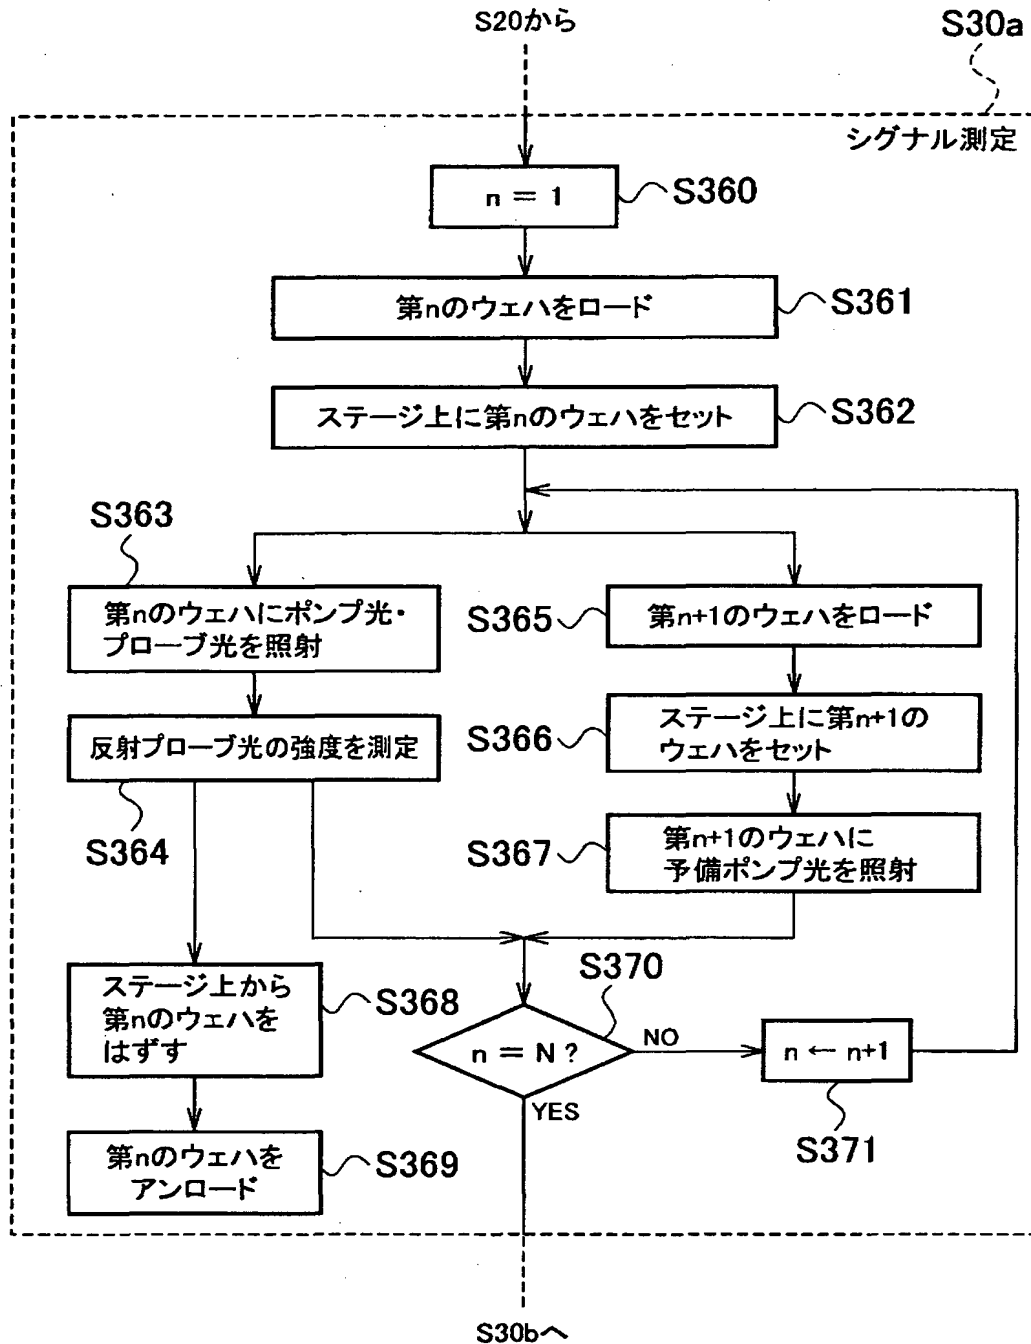 S20から
S30a
シグナル測定
n = 1
S360
第nのウェハをロード
S361
ステージ上に第nのウェハをセット
S362
S363
第nのウェハにポンプ光・
プローブ光を照射
反射プローブ光の強度を測定
S364
S365
第n+1のウェハをロード
S366
ステージ上に第n+1の
ウェハをセット
S367
第n+1のウェハに
予備ポンプ光を照射
ステージ上から
第nのウェハを
はずす
S368
第nのウェハを
アンロード
S369
S370
n = N ?
NO
YES
n ← n+1
S371
S30bへ